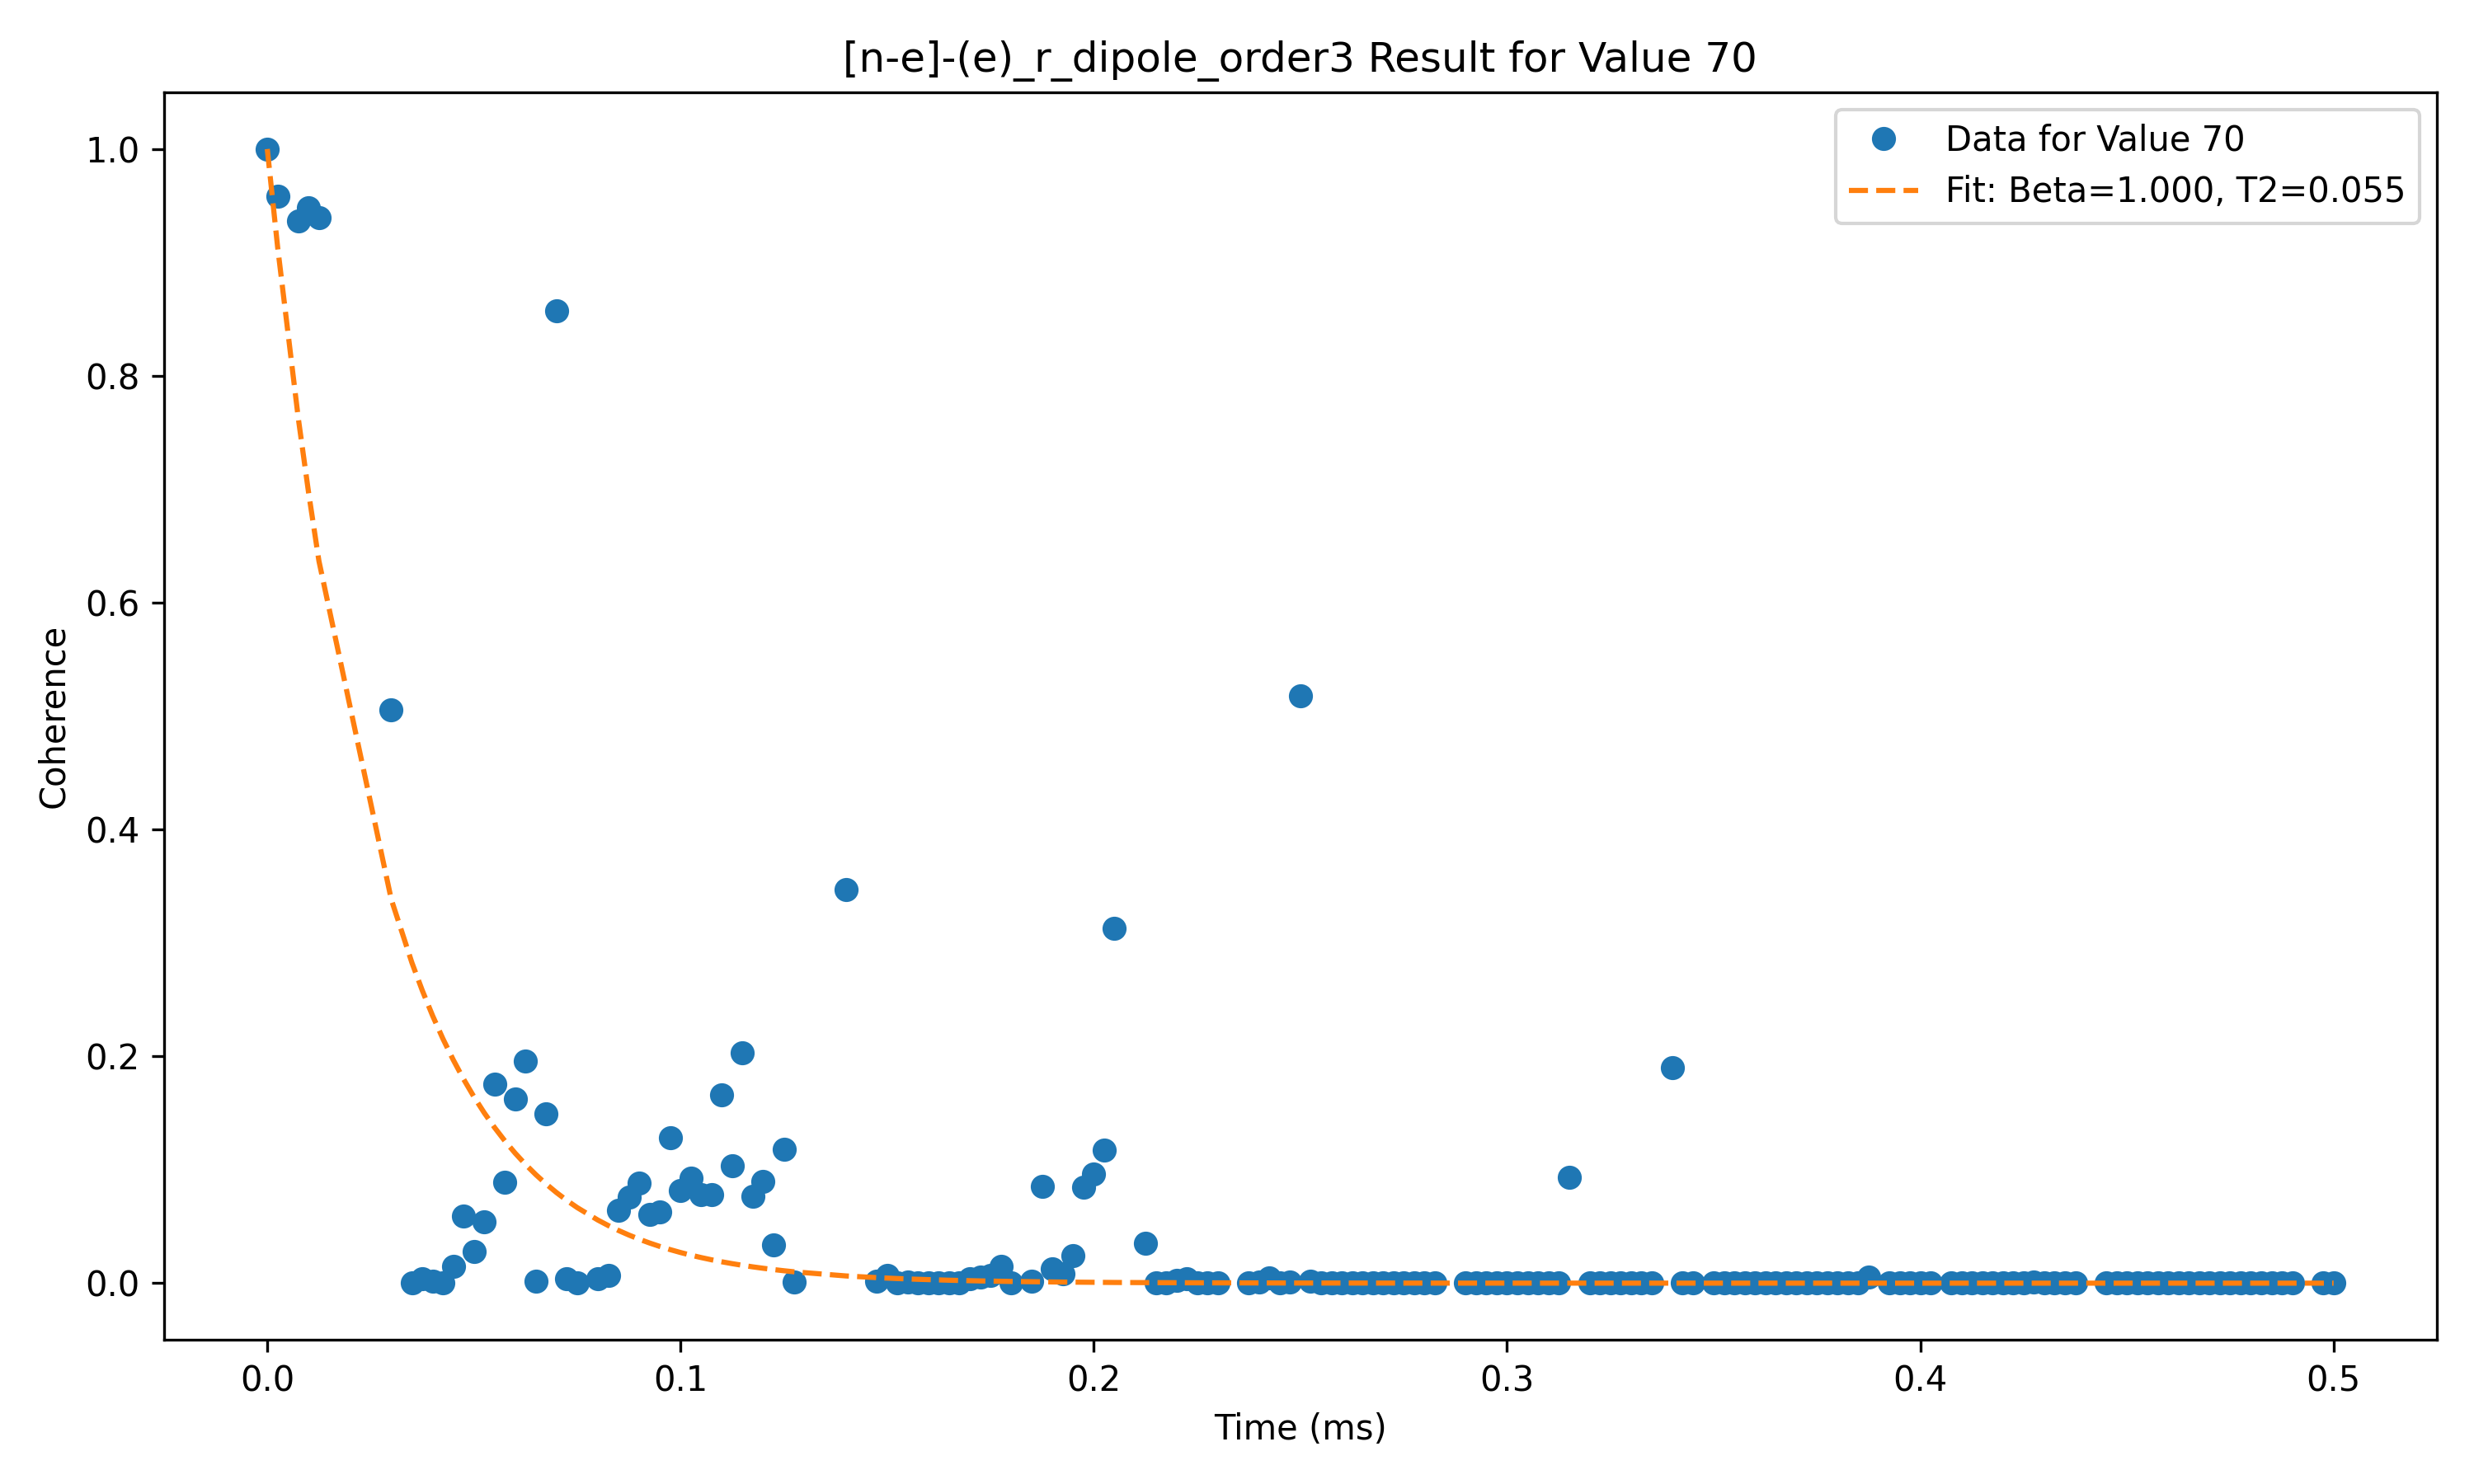 [n-e]-(e)_r_dipole_order3 Result for Value 70
Data for Value 70
Fit: Beta=1.000, T2=0.055
Coherence
1.0
0.8
0.6
0.4
0.2
0.0
0.0 0.1 0.2 0.3 0.4 0.5
Time (ms)